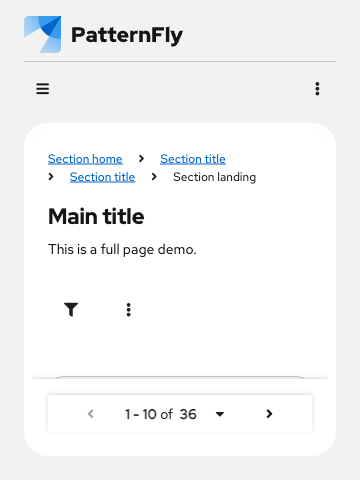 PatternFly
Section home Section title
Section title Section landing
Main title
This is a full page demo.
1 - 10 of 36